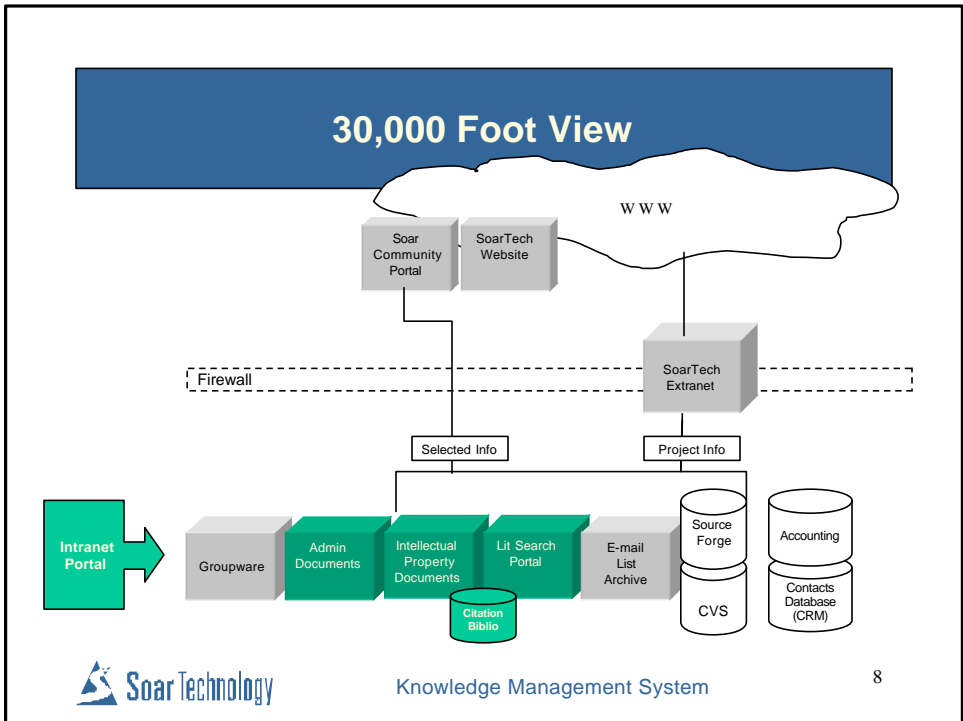 30,000 Foot View
W W W
Soar
Community
Portal
SoarTech
Website
Firewall
SoarTech
Extranet
Selected Info
Project Info
Intranet
Portal
Groupware
Admin
Documents
Intellectual
Property
Documents
Lit Search
Portal
E-mail
List
Archive
Source
Forge
Accounting
Citation
Biblio
CVS
Contacts
Database
(CRM)
Soar Technology
Knowledge Management System
8